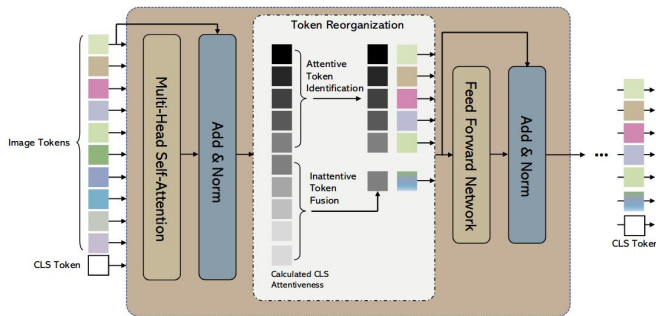 Token Reorganization
Image Tokens
CLS Token
Multi-Head Self-Attention
Add & Norm
Attentive
Token
Identification
Inattentive
Token
Fusion
Calculated CLS
Attentiveness
Feed Forward Network
Add & Norm
...
CLS Token